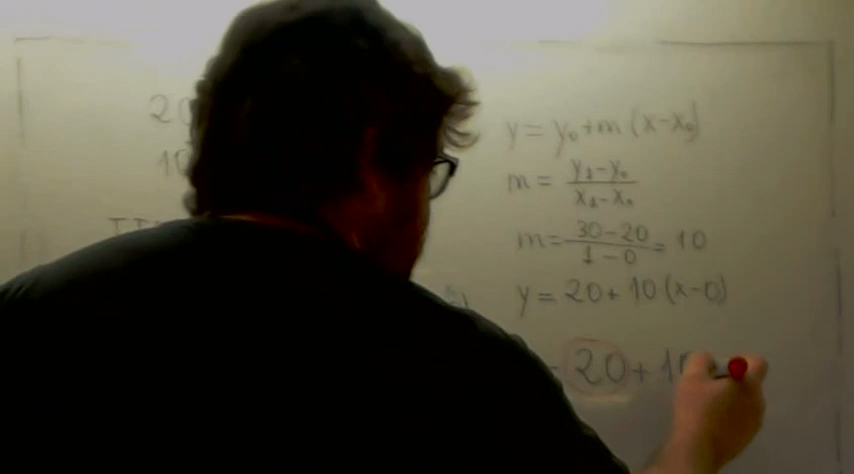 20
10
y = y₀+m (x-x₀)
m = y₁-y₀ / x₁-x₀
m = 30-20 / 1-0 = 10
y = 20+ 10 (x-0)
20+ 10